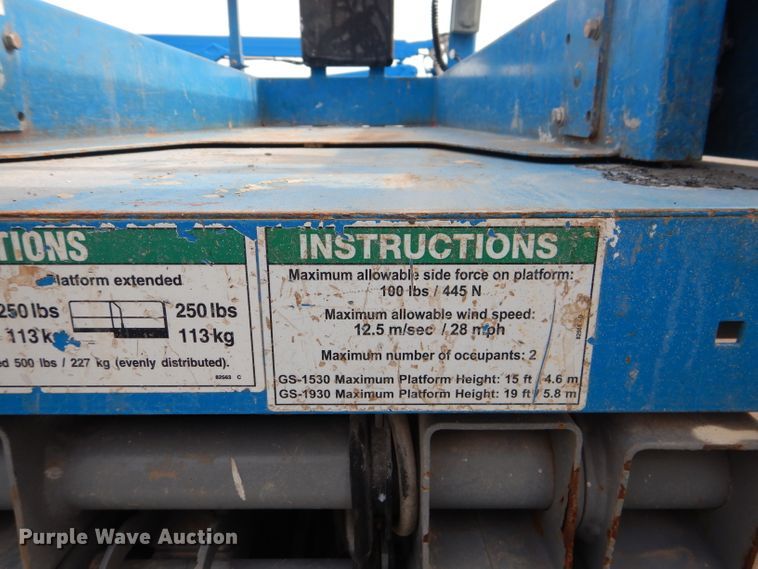 TIONS
latform extended
250 lbs 250 lbs
113 kg 113 kg
ed 500 lbs / 227 kg (evenly distributed).
82563 C
INSTRUCTIONS
Maximum allowable side force on platform:
100 lbs / 445 N
Maximum allowable wind speed:
12.5 m/sec / 28 mph
Maximum number of occupants: 2
GS-1530 Maximum Platform Height: 15 ft / 4.6 m
GS-1930 Maximum Platform Height: 19 ft / 5.8 m
Purple Wave Auction